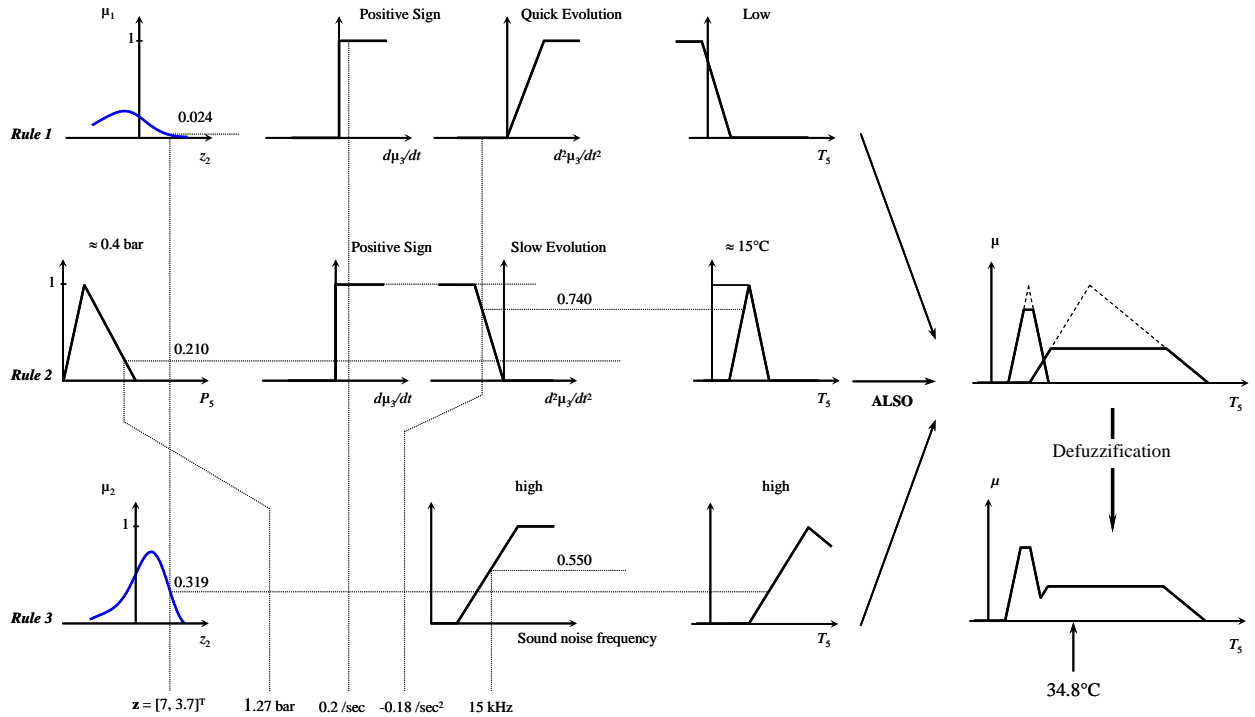 μ₁ Positive Sign Quick Evolution Low
1
0.024
Rule 1
z₂ dμ₃/dt d²μ₃/dt² T₅
≈ 0.4 bar Positive Sign Slow Evolution ≈ 15°C μ
1
0.740
0.210
Rule 2
P₅ dμ₃/dt d²μ₃/dt² T₅ ALSO T₅
Defuzzification
μ₂ high high μ
1
0.550
0.319
Rule 3
z₂ Sound noise frequency T₅ T₅
34.8°C
z = [7, 3.7]ᵀ 1.27 bar 0.2 /sec -0.18 /sec² 15 kHz